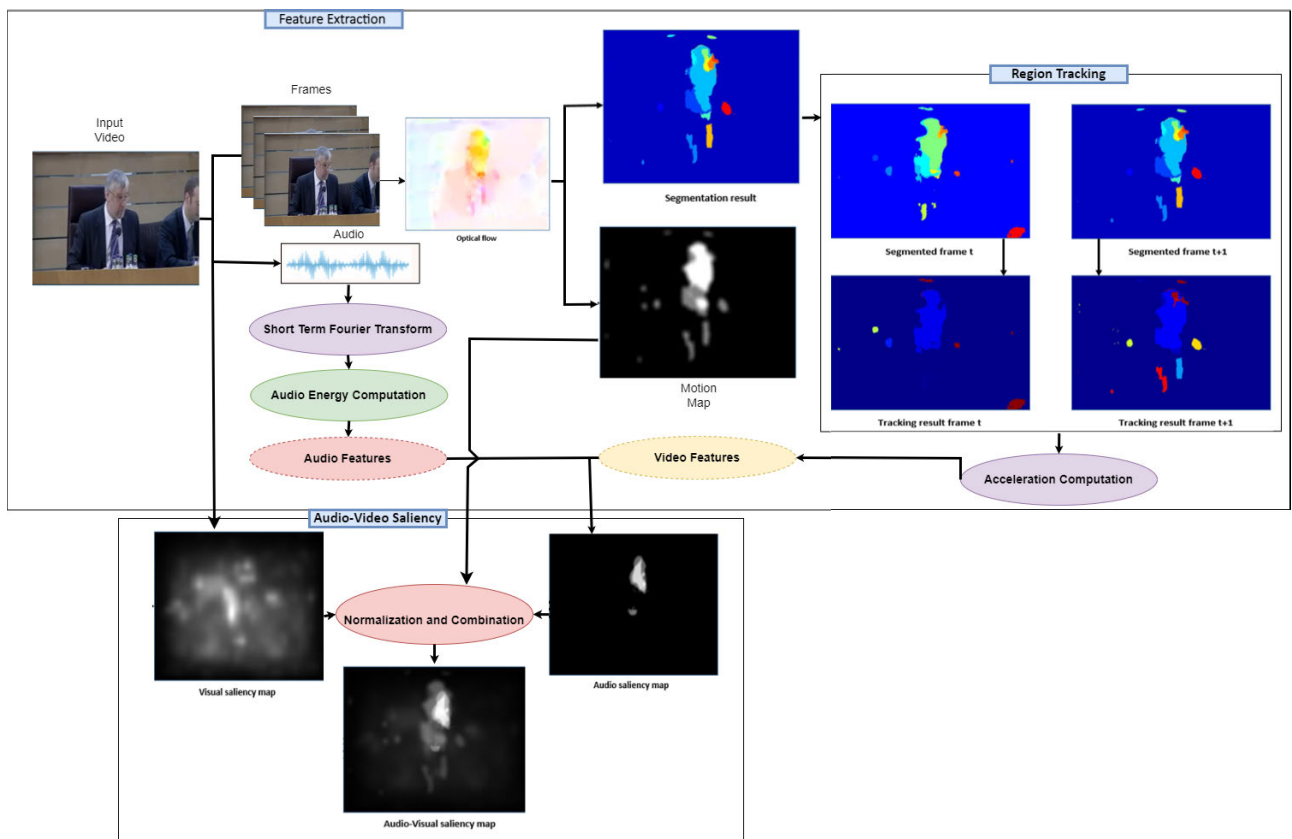 Feature Extraction
Frames
Input
Video
Region Tracking
Segmentation result
Optical flow
Audio
Segmented frame t
Segmented frame t+1
Short Term Fourier Transform
Audio Energy Computation
Motion
Map
Tracking result frame t
Tracking result frame t+1
Audio Features
Video Features
Acceleration Computation
Audio-Video Saliency
Normalization and Combination
Visual saliency map
Audio saliency map
Audio-Visual saliency map